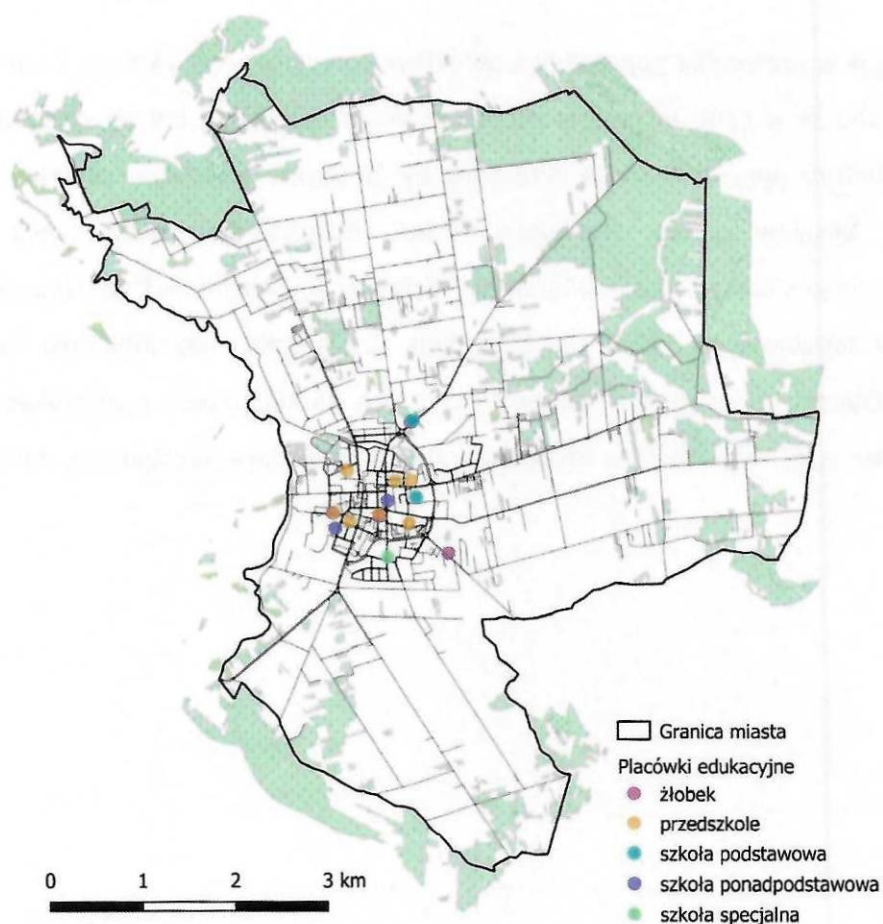 Granica miasta
Placówki edukacyjne
żłobek
przedszkole
szkoła podstawowa
szkoła ponadpodstawowa
szkoła specjalna
0 1 2 3 km